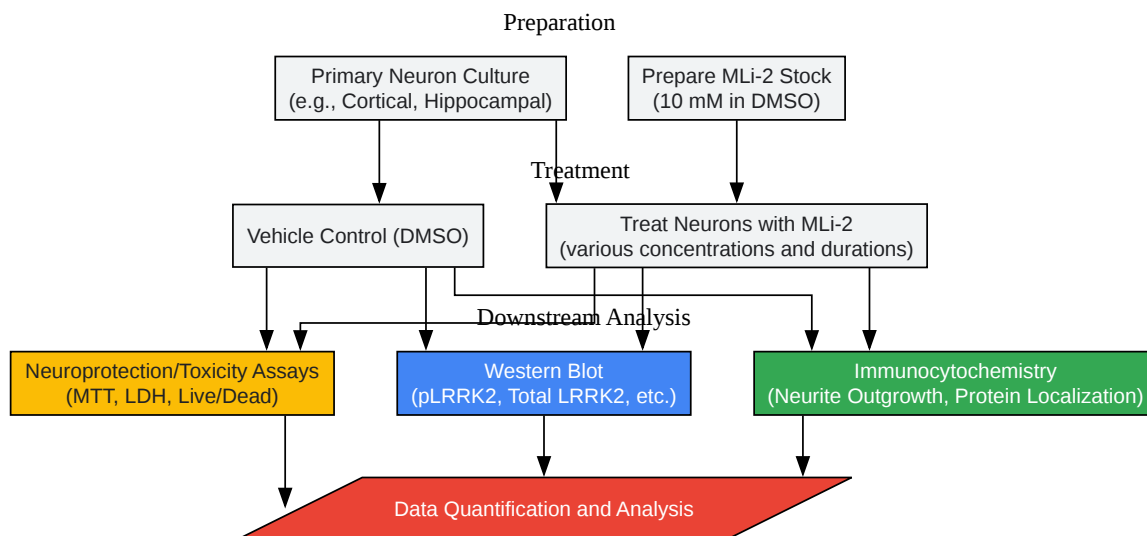 Preparation
Primary Neuron Culture
(e.g., Cortical, Hippocampal)
Prepare MLi-2 Stock
(10 mM in DMSO)
Treatment
Vehicle Control (DMSO)
Treat Neurons with MLi-2
(various concentrations and durations)
Downstream Analysis
Neuroprotection/Toxicity Assays
(MTT, LDH, Live/Dead)
Western Blot
(pLRRK2, Total LRRK2, etc.)
Immunocytochemistry
(Neurite Outgrowth, Protein Localization)
Data Quantification and Analysis